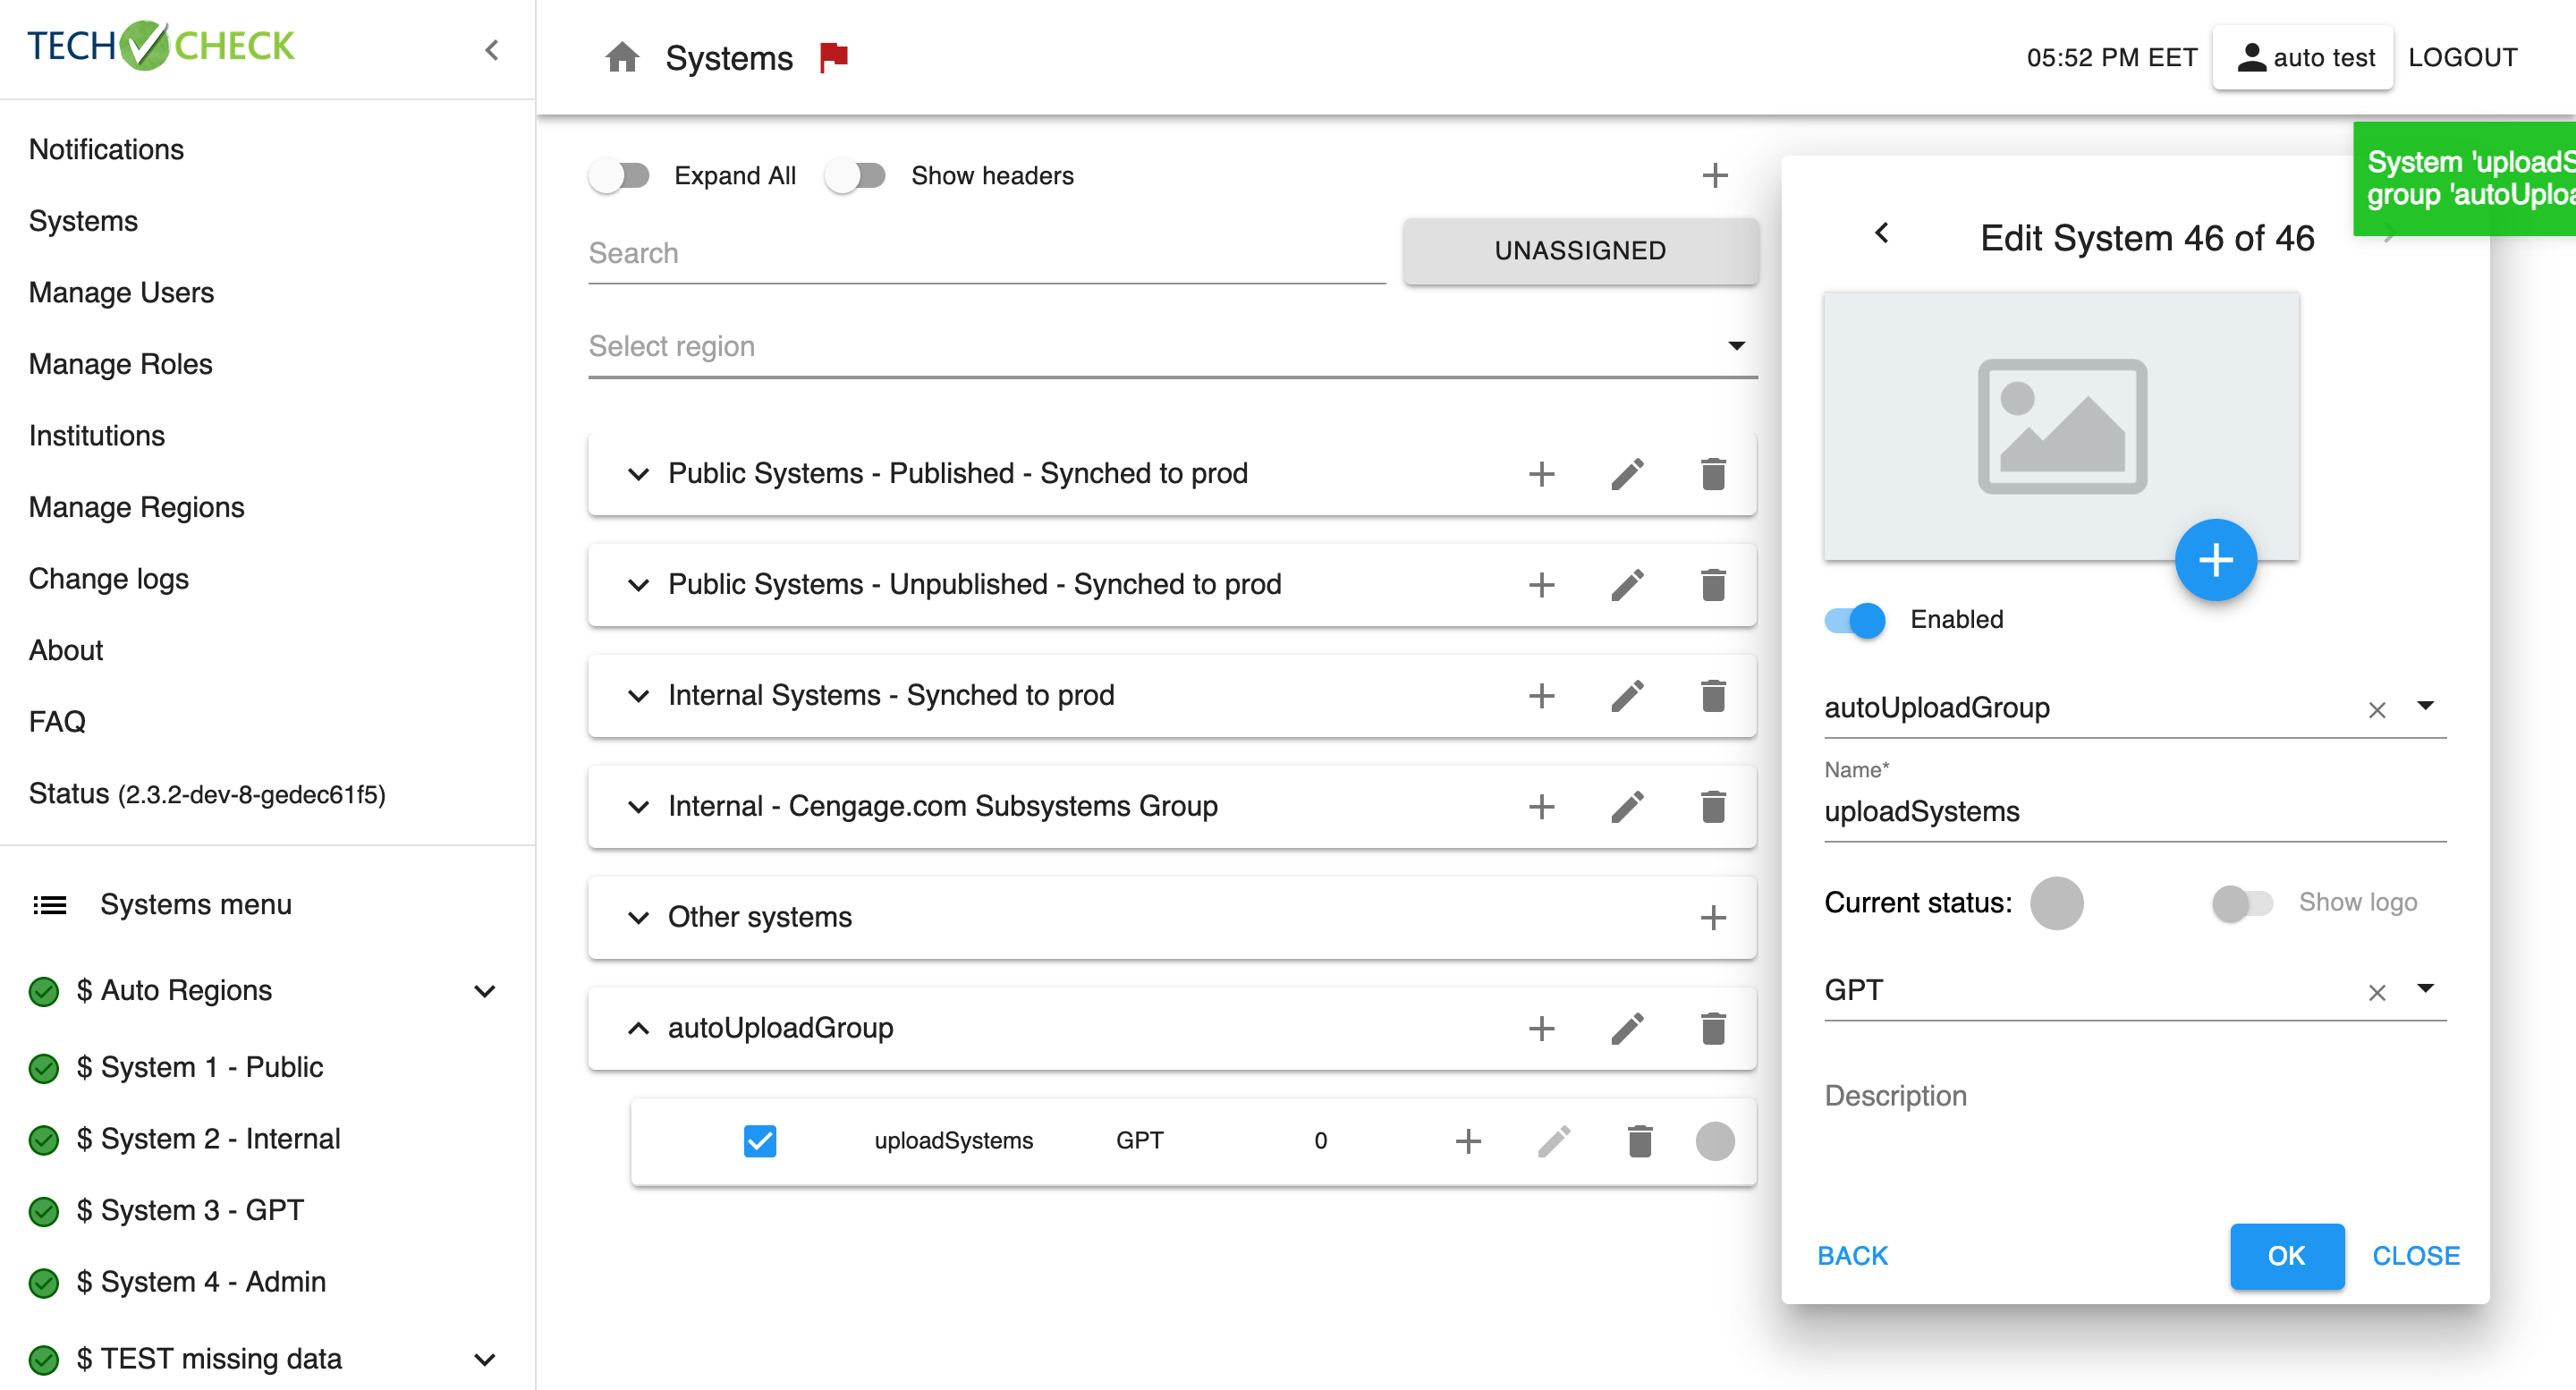 TECH CHECK
Notifications
Systems
Manage Users
Manage Roles
Institutions
Manage Regions
Change logs
About
FAQ
Status (2.3.2-dev-8-gedec61f5)
Systems menu
$ Auto Regions
$ System 1 - Public
$ System 2 - Internal
$ System 3 - GPT
$ System 4 - Admin
$ TEST missing data
Systems
05:52 PM EET
auto test
LOGOUT
Expand All
Show headers
Search
UNASSIGNED
Select region
Public Systems - Published - Synched to prod
Public Systems - Unpublished - Synched to prod
Internal Systems - Synched to prod
Internal - Cengage.com Subsystems Group
Other systems
autoUploadGroup
uploadSystems GPT 0
System 'uploadS
group 'autoUploa
Edit System 46 of 46
Enabled
autoUploadGroup
Name*
uploadSystems
Current status:
Show logo
GPT
Description
BACK
OK
CLOSE